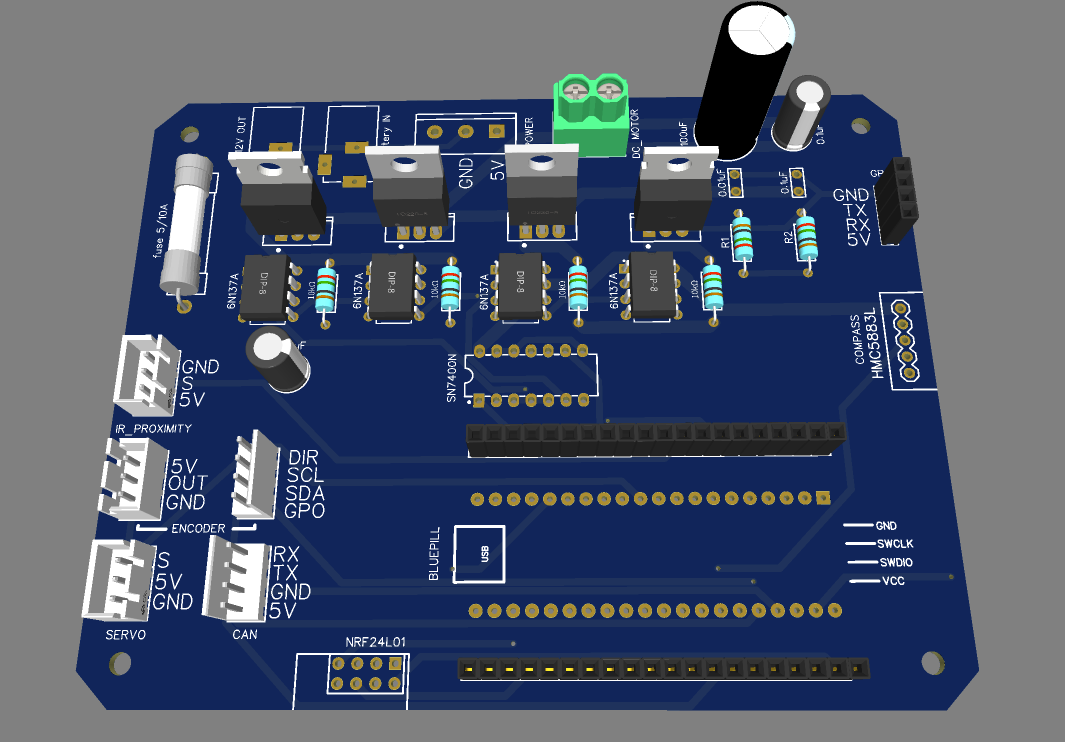 12V OUT
tery IN
GND
5V
POWER
DC_MOTOR
100uF
0.1uF
fuse 5/10A
0.01uF
0.1uF
GP
GND
TX
RX
5V
R1
R2
6N137A
DIP-8
10kΩ
6N137A
DIP-8
10kΩ
6N137A
DIP-8
10kΩ
6N137A
DIP-8
10kΩ
uF
COMPASS
HMC5883L
SN7400N
GND
S
5V
IR_PROXIMITY
5V
OUT
GND
DIR
SCL
SDA
GPO
ENCODER
S
5V
GND
SERVO
RX
TX
GND
5V
CAN
BLUEPILL
USB
GND
SWCLK
SWDIO
VCC
NRF24L01